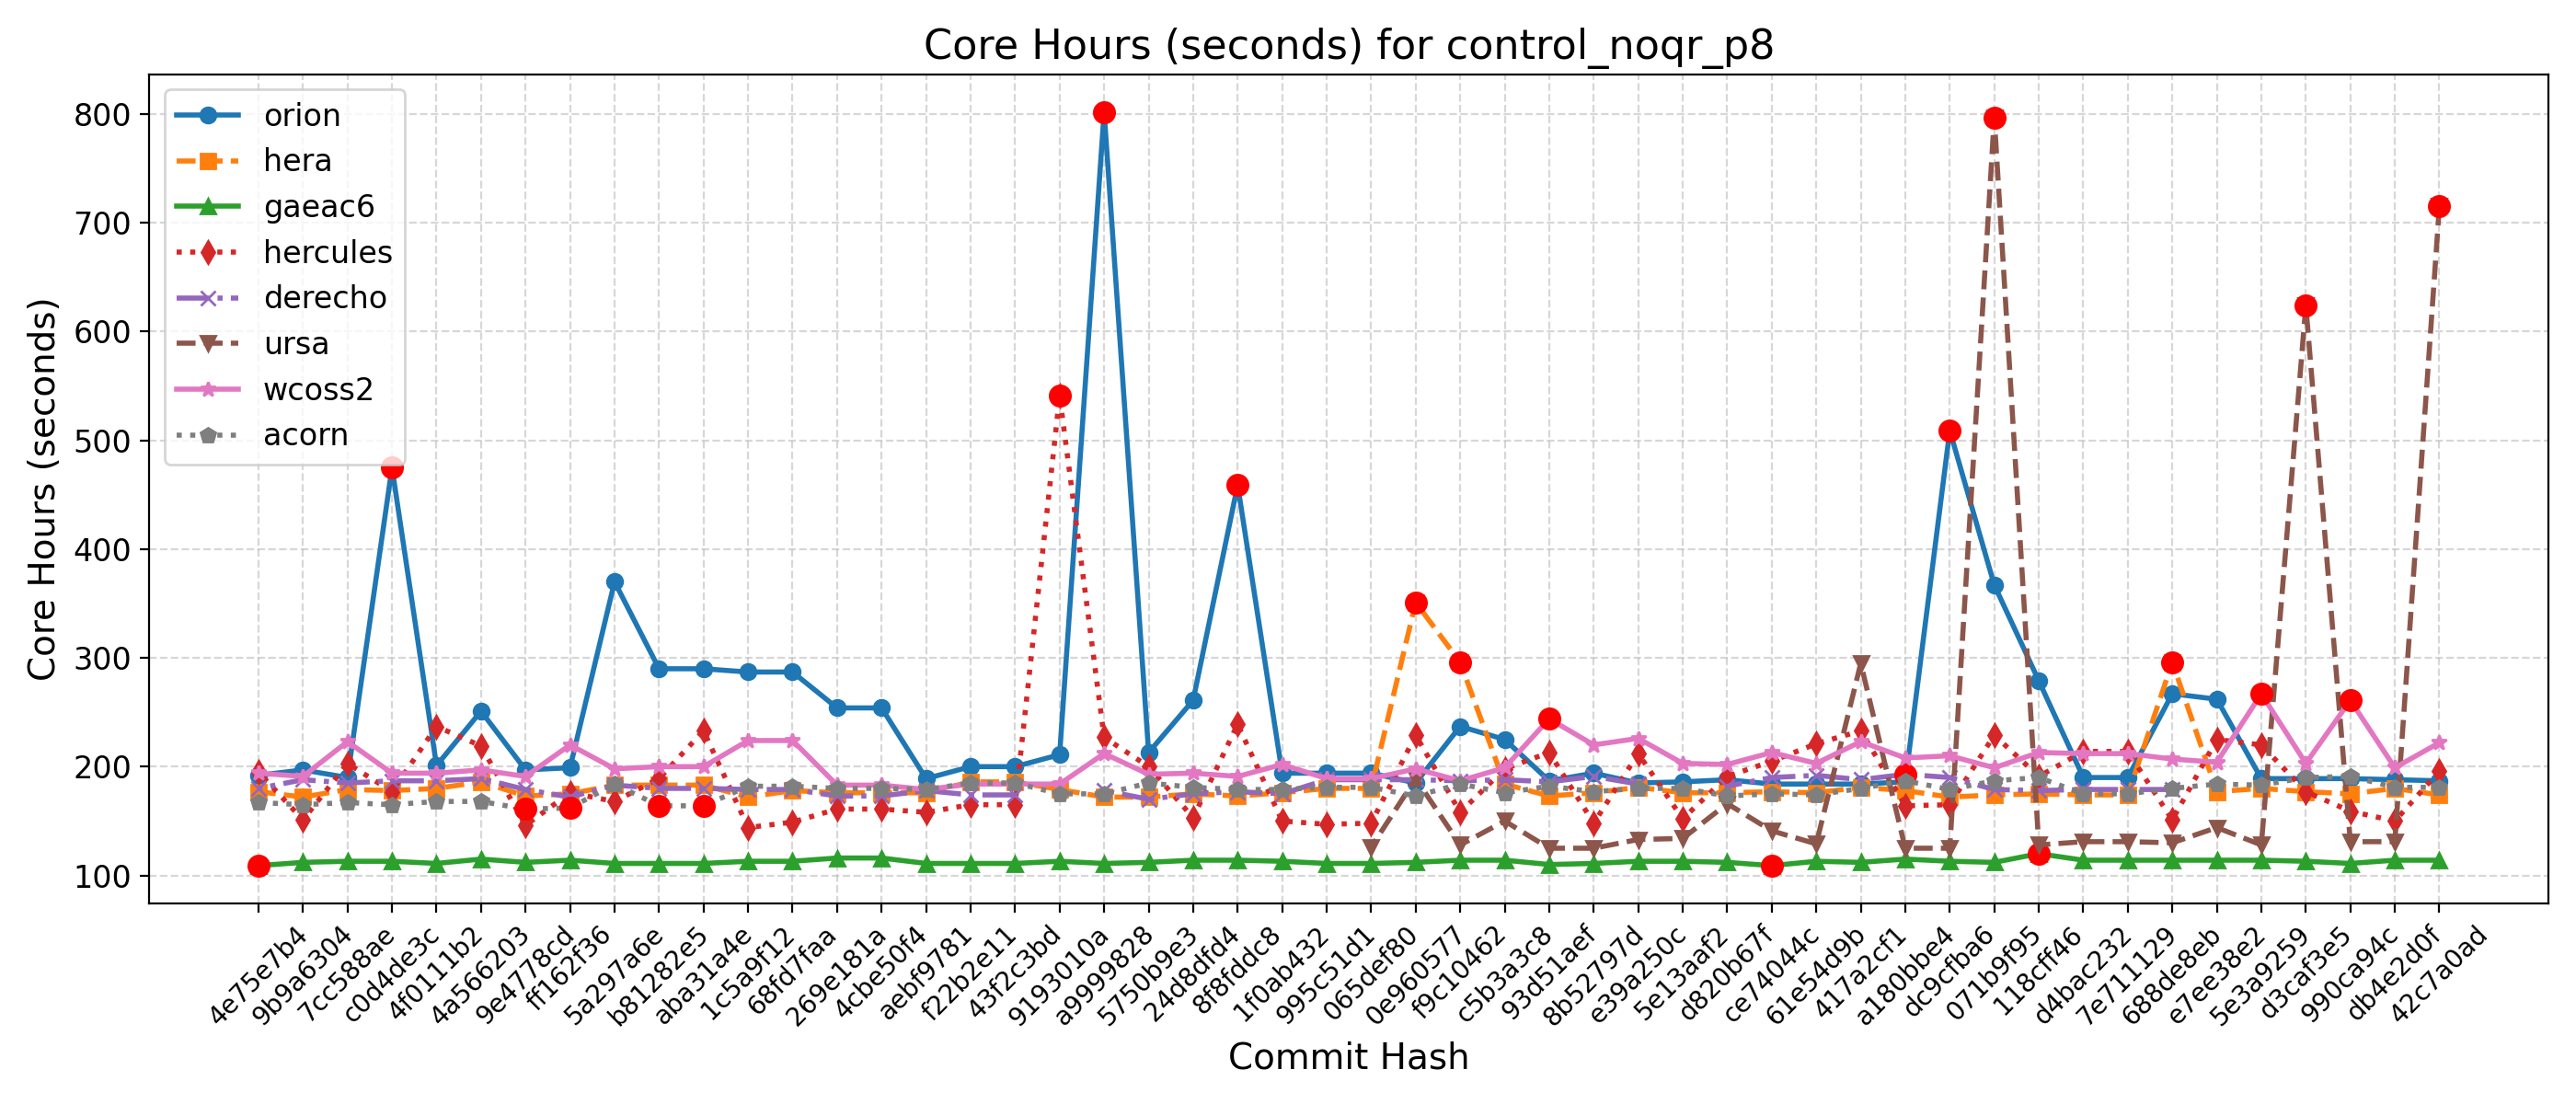 Core Hours (seconds) for control_noqr_p8
Core Hours (seconds)
800
700
600
500
400
300
200
100
orion
hera
gaeac6
hercules
derecho
ursa
wcoss2
acorn
4e75e7b4
9b9a6304
7cc588ae
c0d4de3c
4f0111b2
4a566203
9e4778cd
ff162f36
5a297a6e
b81282e5
aba31a4e
1c5a9f12
68fd7faa
269e181a
4cbe50f4
aebf9781
f22b2e11
43f2c3bd
9193010a
a9999828
5750b9e3
24d8dfd4
8f8fddc8
1f0ab432
995c51d1
065def80
0e960577
f9c10462
c5b3a3c8
93d51aef
8b52797d
e39a250c
5e13aaf2
d820b67f
ce74044c
61e54d9b
417a2cf1
a180bbe4
dc9cfba6
071b9f95
118cff46
d4bac232
7e711129
688de8eb
e7ee38e2
5e3a9259
d3caf3e5
990ca94c
db4e2d0f
42c7a0ad
Commit Hash